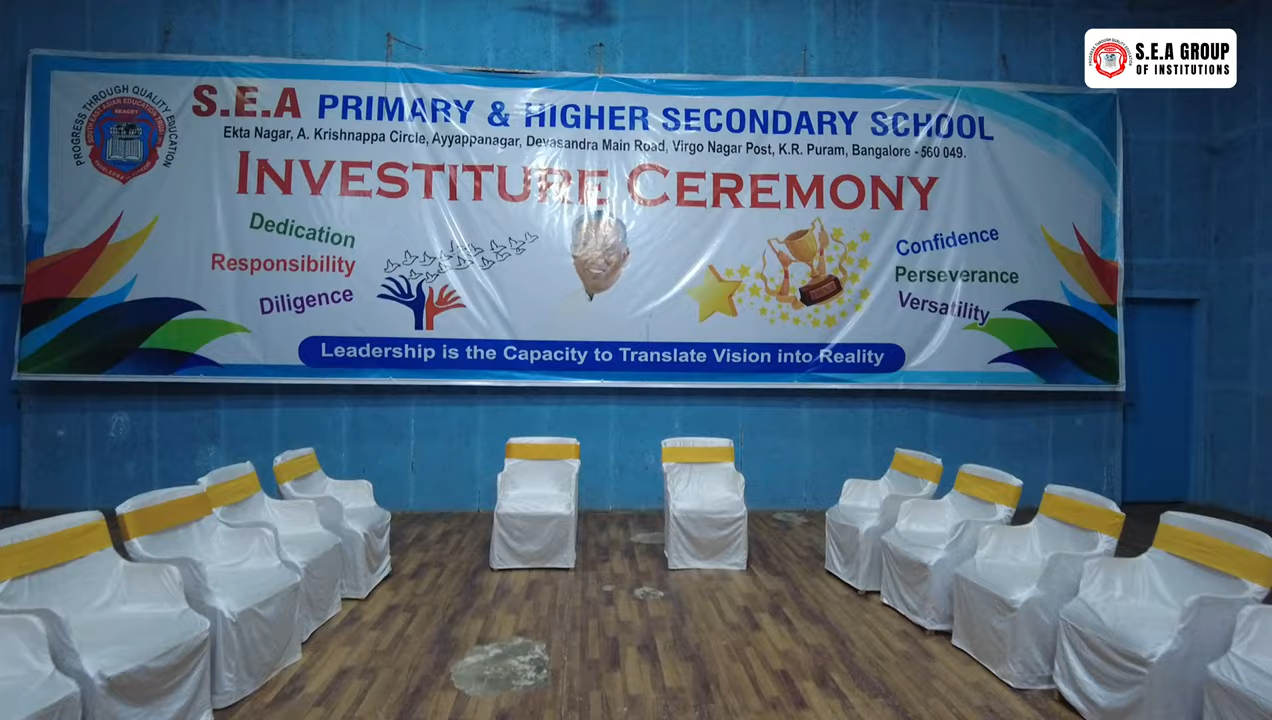 S.E.A GROUP
OF INSTITUTIONS
PROGRESS THROUGH QUALITY EDUCATION
S.E.A PRIMARY & HIGHER SECONDARY SCHOOL
Ekta Nagar, A. Krishnappa Circle, Ayyappanagar, Devasandra Main Road, Virgo Nagar Post, K.R. Puram, Bangalore - 560 049.
INVESTITURE CEREMONY
Dedication
Responsibility
Diligence
Confidence
Perseverance
Versatility
Leadership is the Capacity to Translate Vision into Reality